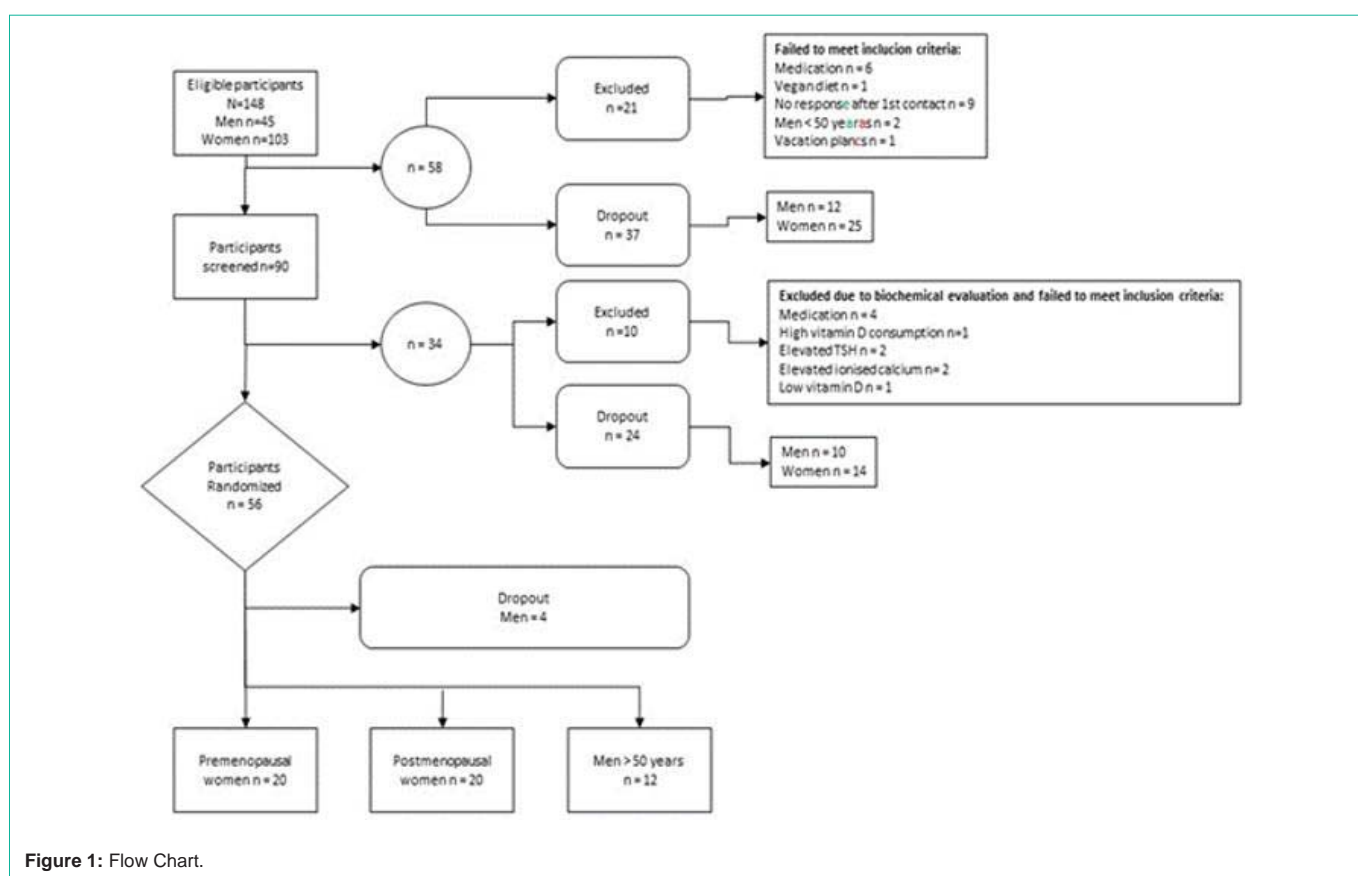 Eligible participants
N=148
Men n=45
Women n=103
n = 58
Excluded
n =21
Failed to meet inclucion criteria:
Medication n = 6
Vegan diet n = 1
No response after 1st contact n = 9
Men < 50 yearas n = 2
Vacation plancs n = 1
Dropout
n = 37
Men n = 12
Women n = 25
Participants
screened n=90
n = 34
Excluded
n =10
Excluded due to biochemical evaluation and failed to meet inclusion criteria:
Medication n = 4
High vitamin D consumption n=1
Elevated TSH n = 2
Elevated ionised calcium n= 2
Low vitamin D n = 1
Dropout
n = 24
Men n = 10
Women n = 14
Participants
Randomized
n = 56
Dropout
Men = 4
Premenopausal
women n = 20
Postmenopausal
women n = 20
Men > 50 years
n = 12
Figure 1: Flow Chart.